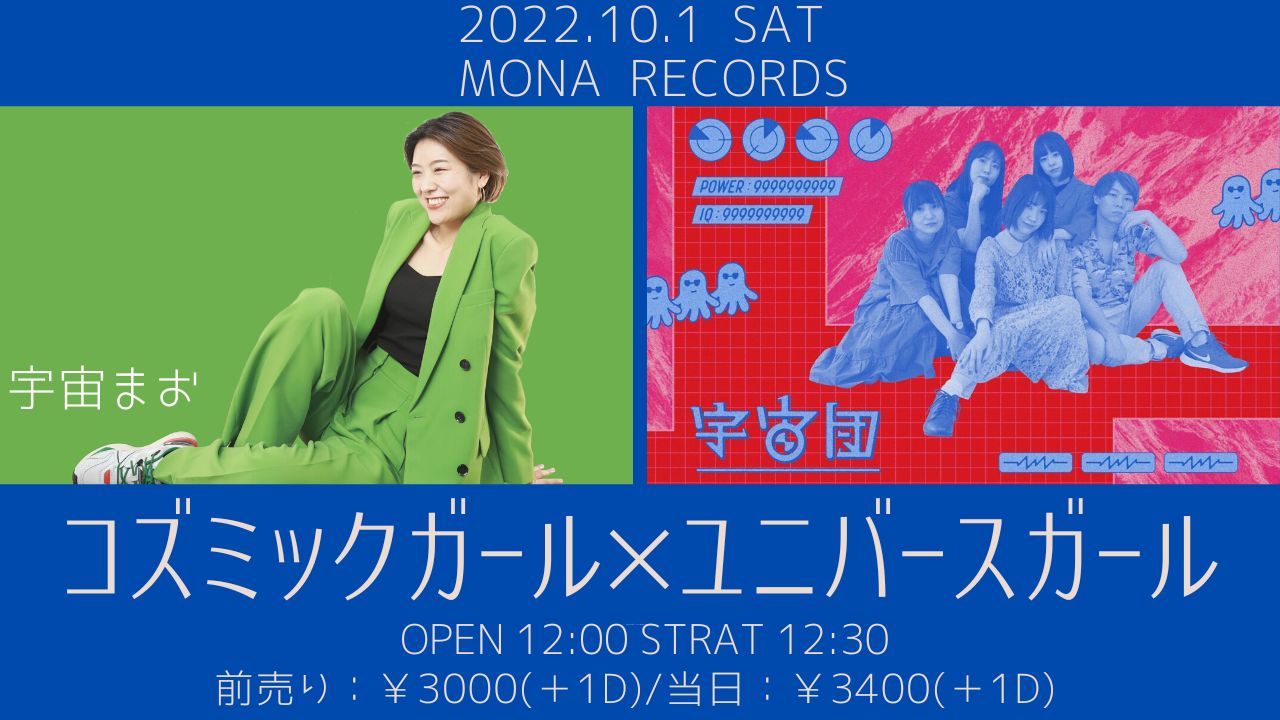 2022.10.1 SAT
MONA RECORDS
宇宙まお
POWER : 9999999999
IQ : 9999999999
宇宙団
コズミックガール×ユニバースガール
OPEN 12:00 STRAT 12:30
前売り：￥3000(＋1D)/当日：￥3400(＋1D)